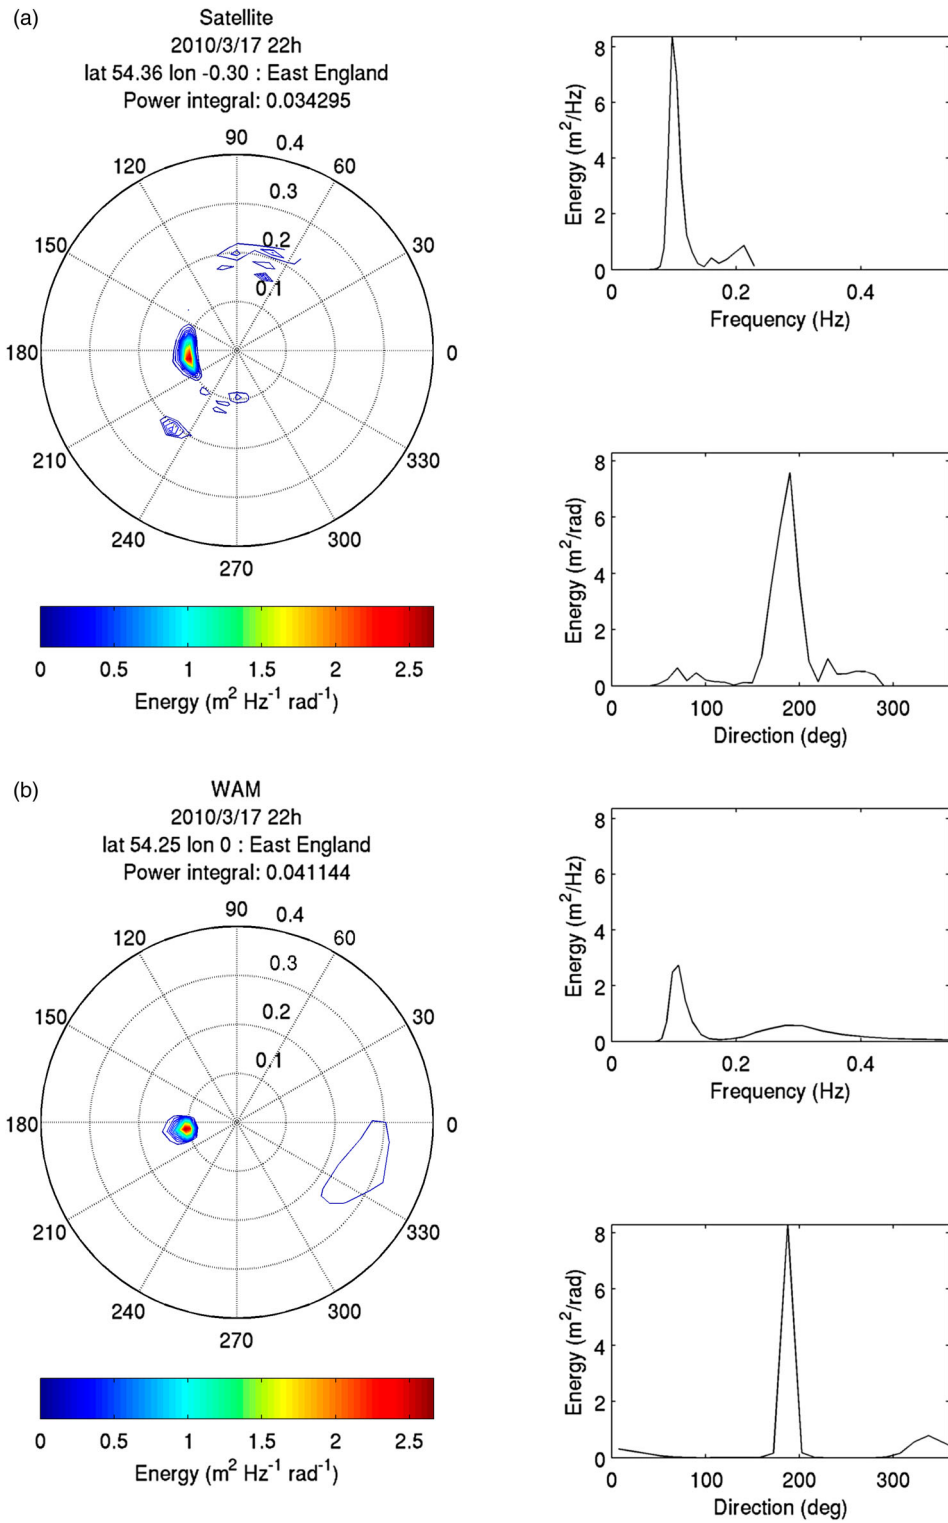 (a)
Satellite
2010/3/17 22h
lat 54.36 lon -0.30 : East England
Power integral: 0.034295
90
0.4
120
60
0.3
150
0.2
30
0.1
180
0
210
330
240
300
270
0 0.5 1 1.5 2 2.5
Energy (m² Hz⁻¹ rad⁻¹)
8
6
4
2
0
Energy (m²/Hz)
0 0.2 0.4
Frequency (Hz)
8
6
4
2
0
Energy (m²/rad)
0 100 200 300
Direction (deg)
(b)
WAM
2010/3/17 22h
lat 54.25 lon 0 : East England
Power integral: 0.041144
90
0.4
120
60
0.3
150
0.2
30
0.1
180
0
210
330
240
300
270
0 0.5 1 1.5 2 2.5
Energy (m² Hz⁻¹ rad⁻¹)
8
6
4
2
0
Energy (m²/Hz)
0 0.2 0.4
Frequency (Hz)
8
6
4
2
0
Energy (m²/rad)
0 100 200 300
Direction (deg)